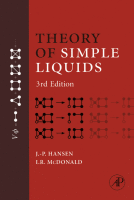 THEORY OF SIMPLE
LIQUIDS
3rd Edition
J.-P. HANSEN
I.R. McDONALD